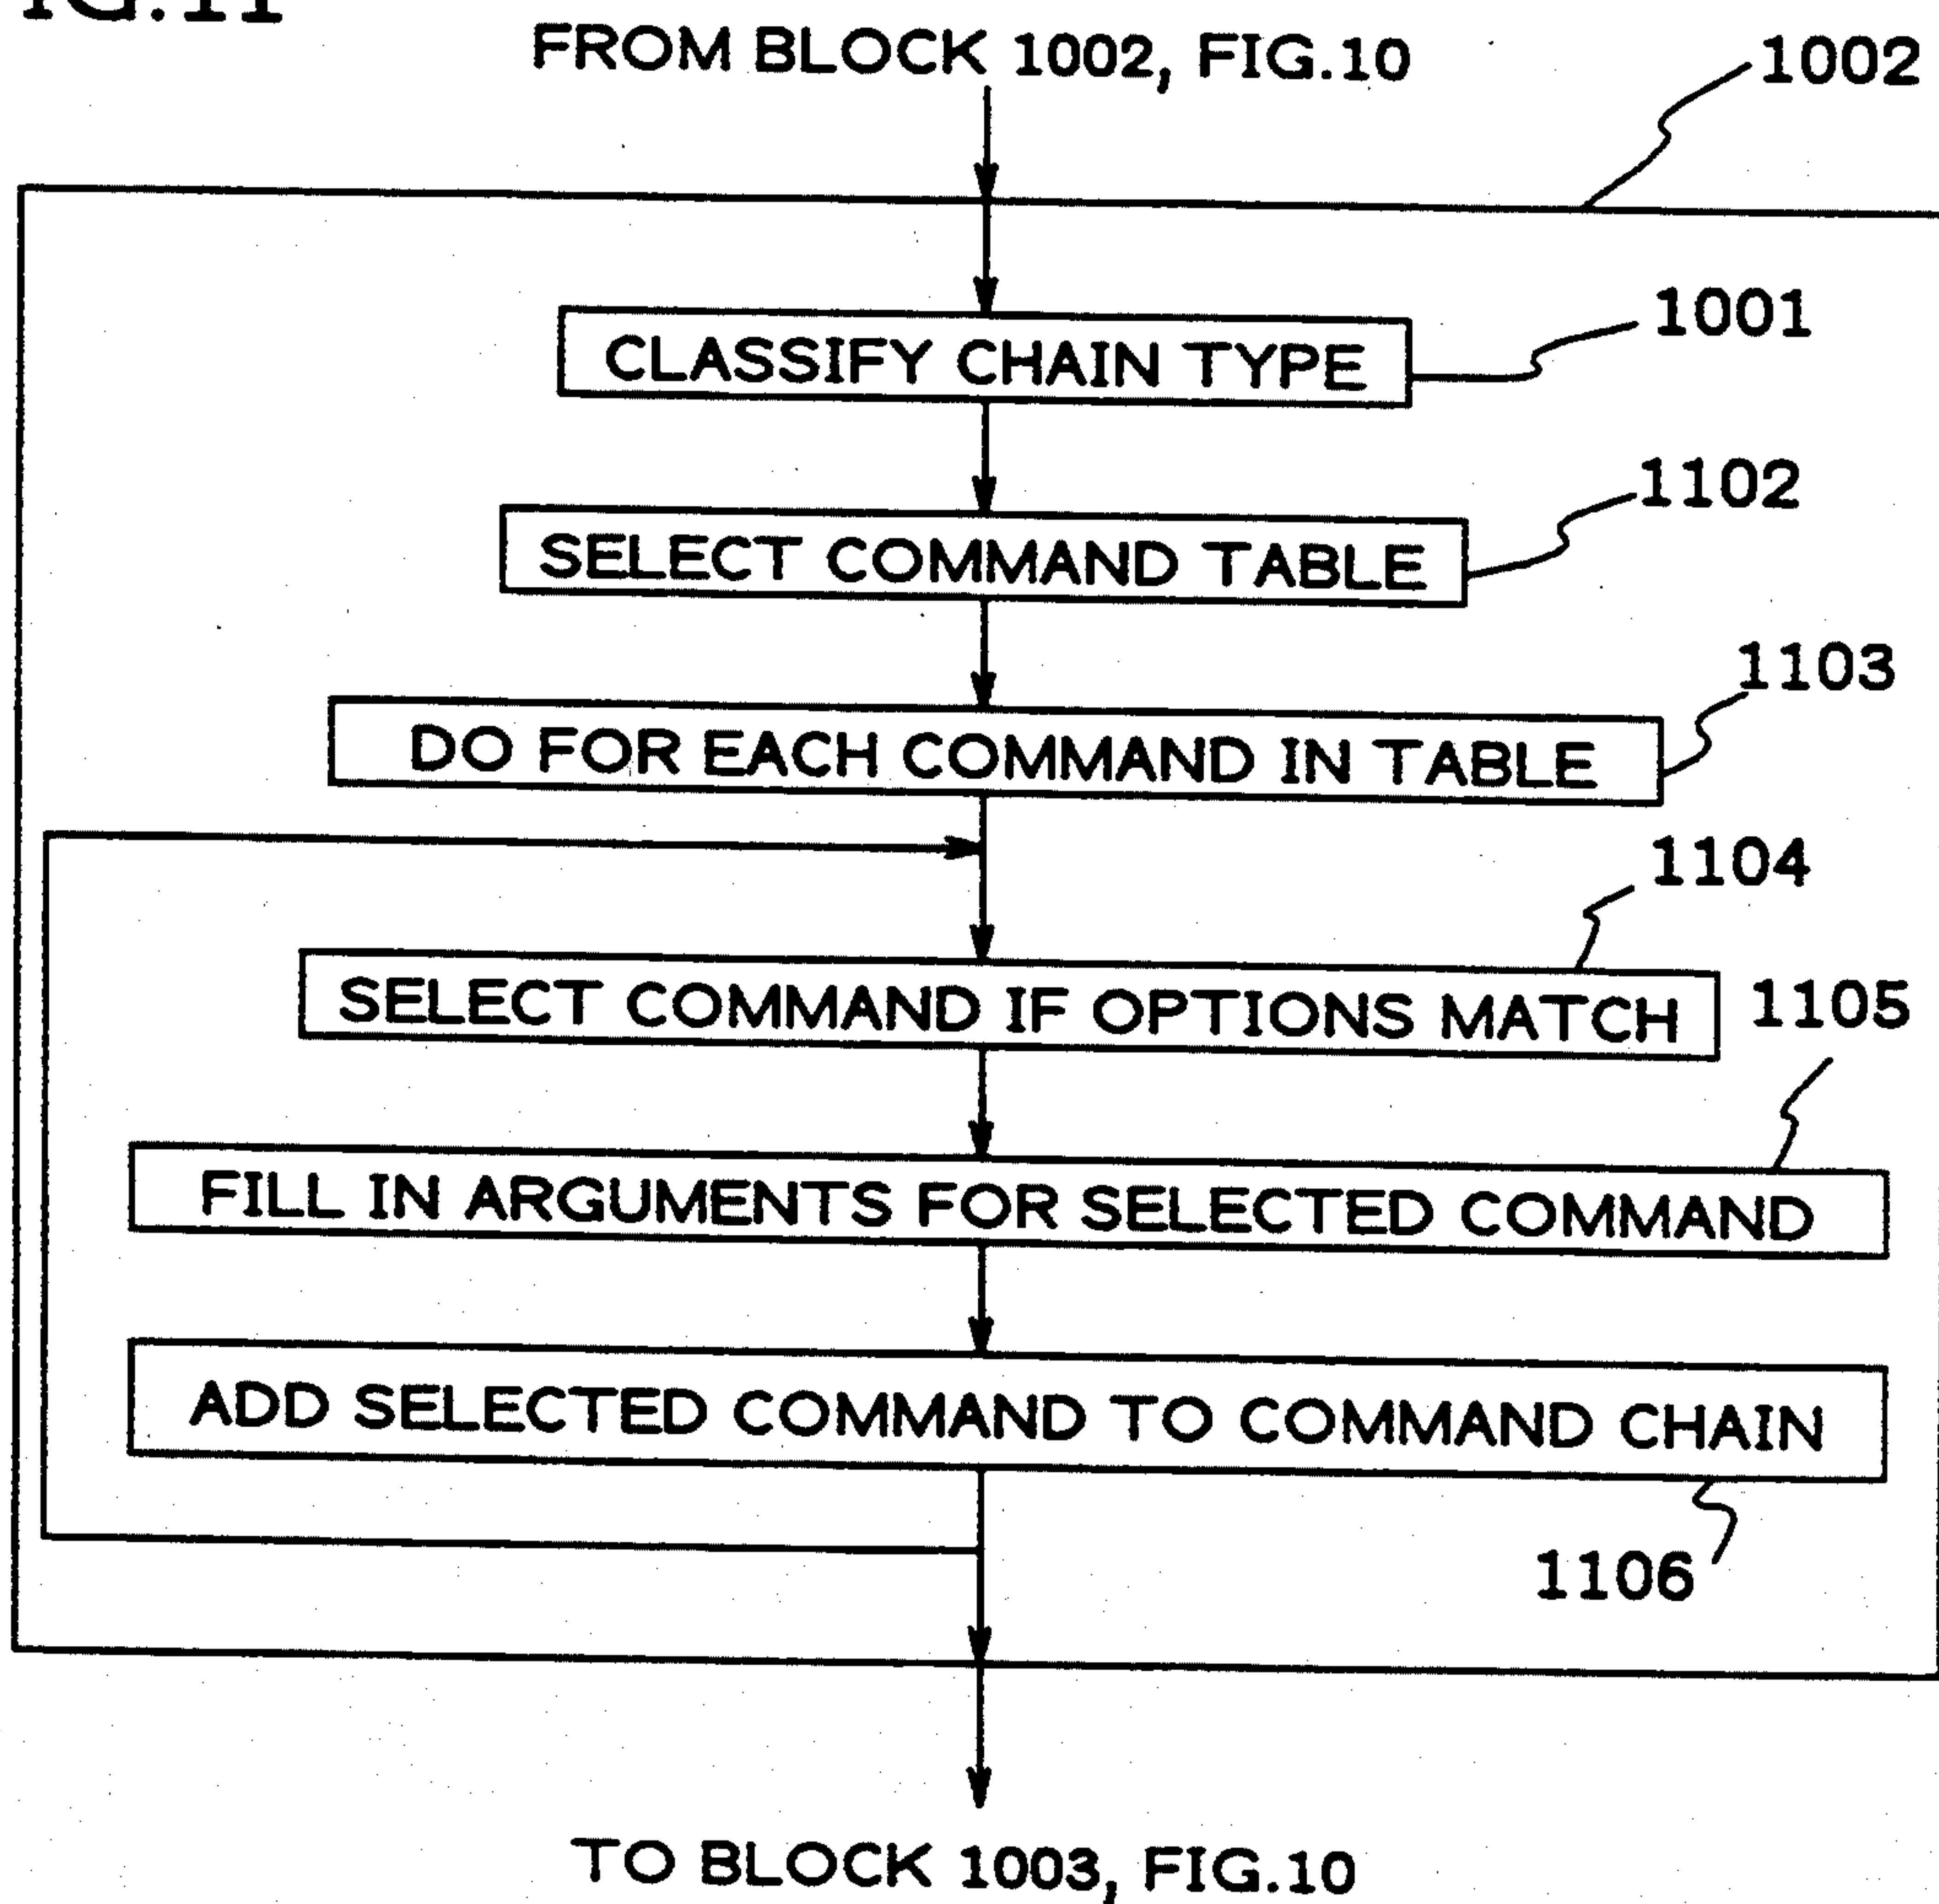 IG.11
FROM BLOCK 1002, FIG.10
1002
CLASSIFY CHAIN TYPE
1001
SELECT COMMAND TABLE
1102
DO FOR EACH COMMAND IN TABLE
1103
SELECT COMMAND IF OPTIONS MATCH
1104
FILL IN ARGUMENTS FOR SELECTED COMMAND
1105
ADD SELECTED COMMAND TO COMMAND CHAIN
1106
TO BLOCK 1003, FIG.10